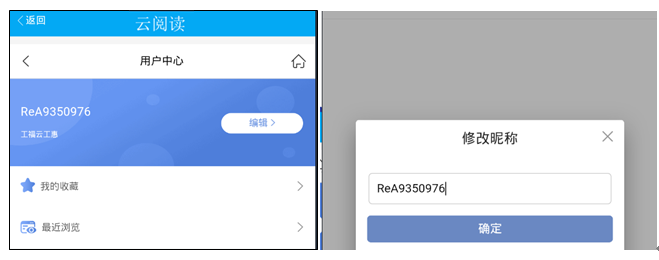 返回
云阅读
用户中心
ReA9350976
编辑
工福云工惠
我的收藏
最近浏览
修改昵称
ReA9350976
确定